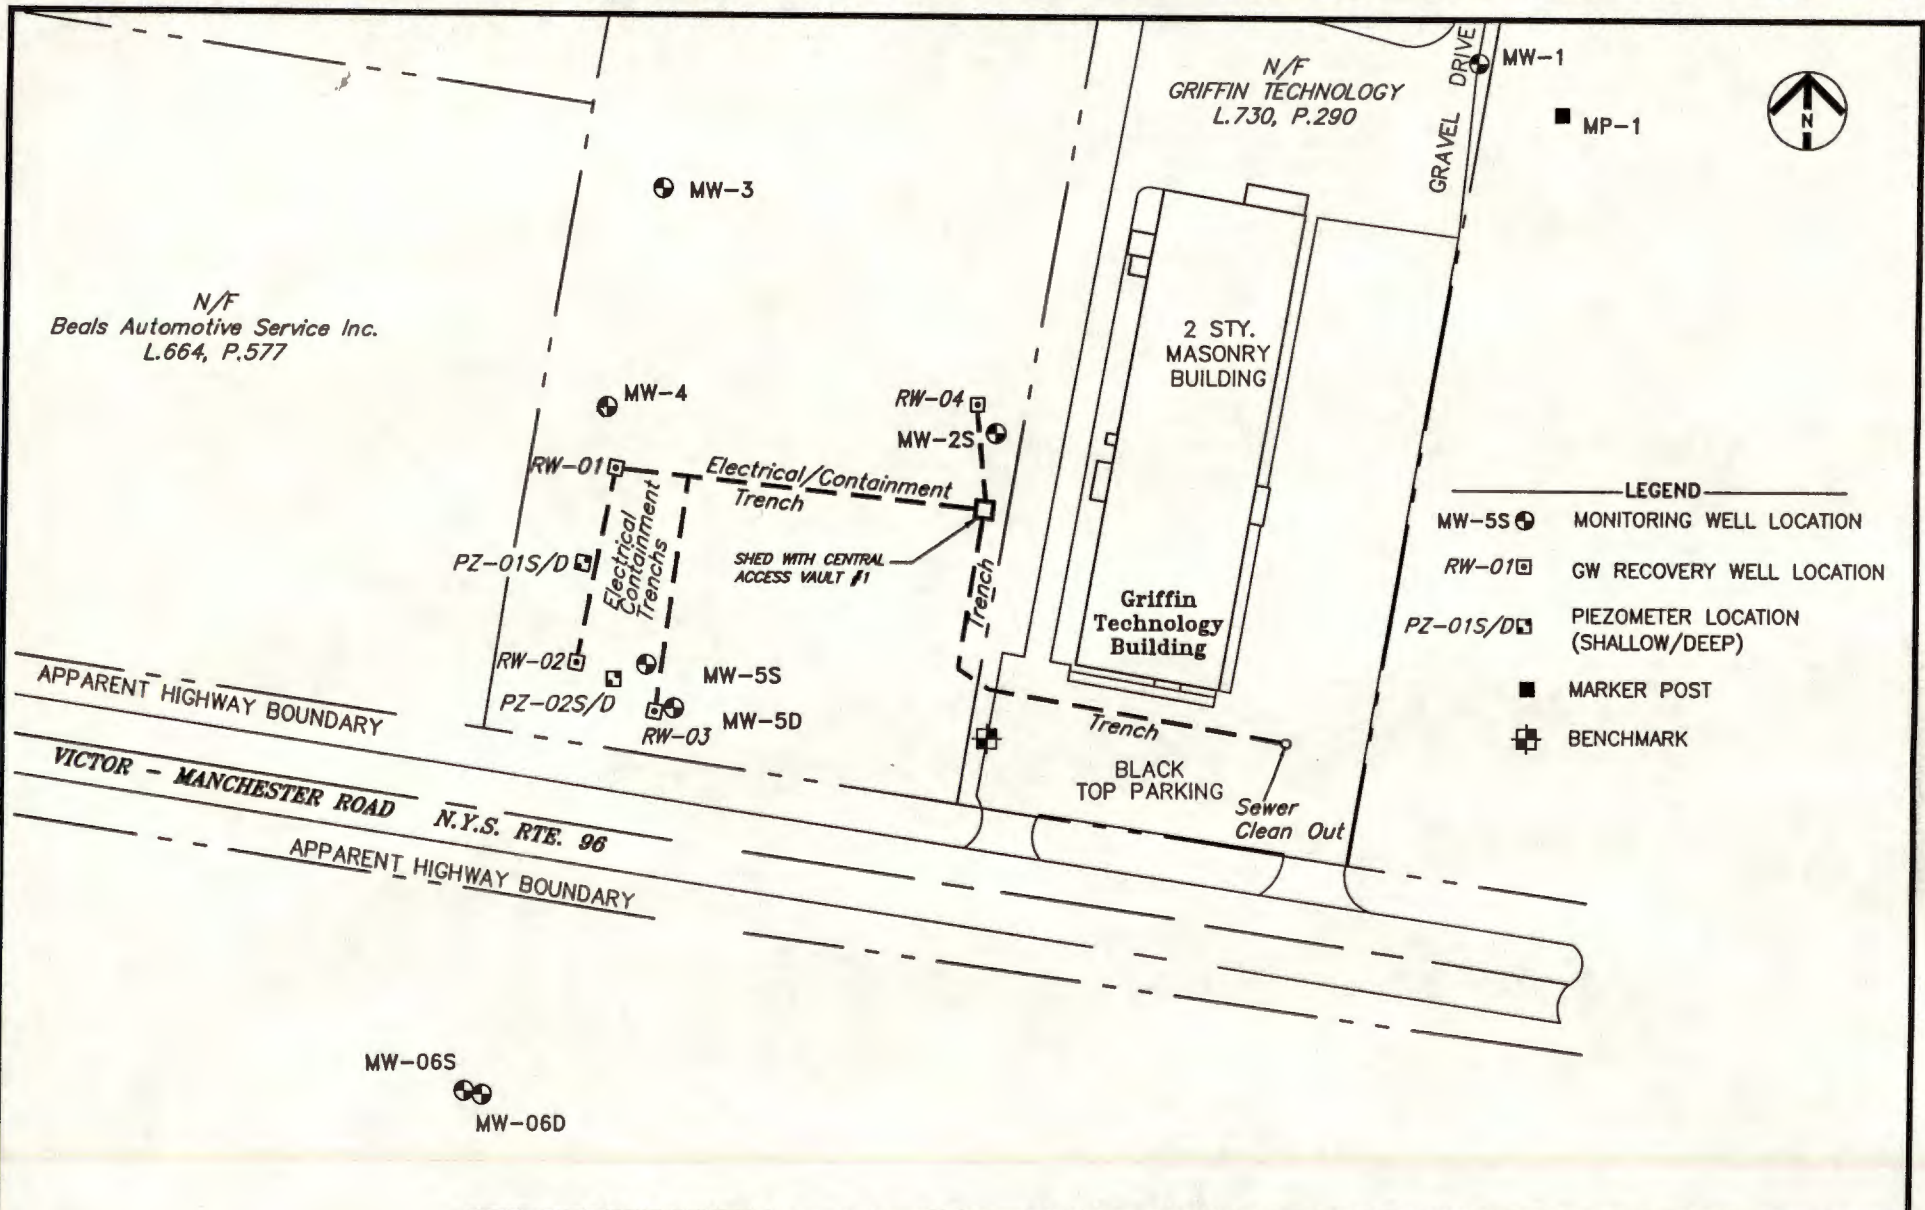 N/F
GRIFFIN TECHNOLOGY
L.730, P.290
GRAVEL DRIVE
MW-1
MP-1
N
MW-3
N/F
Beals Automotive Service Inc.
L.664, P.577
2 STY.
MASONRY
BUILDING
MW-4
RW-04
MW-2S
RW-01
Electrical/Containment
Trench
Electrical
Containment
Trenchs
PZ-01S/D
SHED WITH CENTRAL
ACCESS VAULT #1
Trench
Griffin
Technology
Building
RW-02
MW-5S
PZ-02S/D
MW-5D
RW-03
Trench
BLACK
TOP PARKING
Sewer
Clean Out
LEGEND
MW-5S MONITORING WELL LOCATION
RW-01 GW RECOVERY WELL LOCATION
PZ-01S/D PIEZOMETER LOCATION
(SHALLOW/DEEP)
MARKER POST
BENCHMARK
APPARENT HIGHWAY BOUNDARY
VICTOR - MANCHESTER ROAD N.Y.S. RTE. 96
APPARENT HIGHWAY BOUNDARY
MW-06S
MW-06D